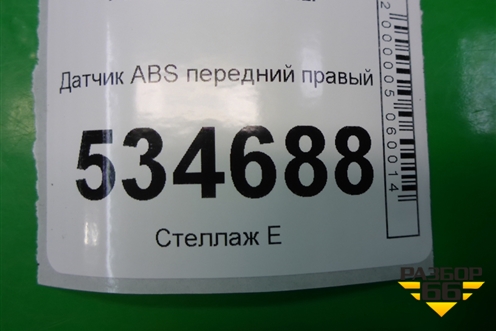 Датчик ABS передний правый
534688
Стеллаж E
2000005060014
РАЗБОР
66